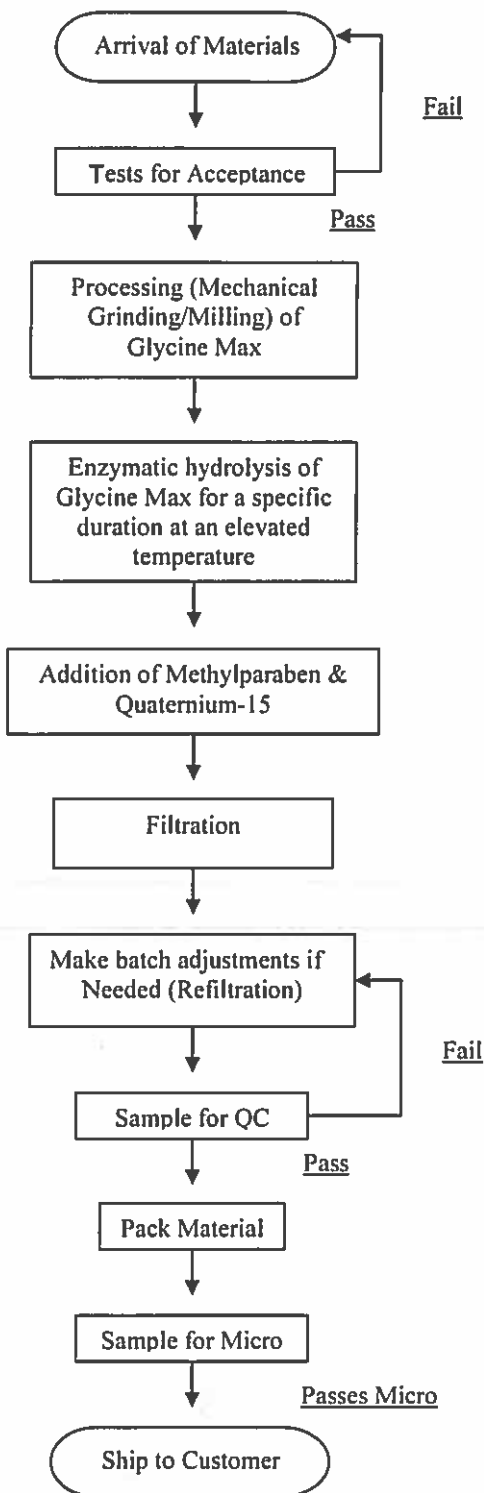 Arrival of Materials
Fail
Tests for Acceptance
Pass
Processing (Mechanical
Grinding/Milling) of
Glycine Max
Enzymatic hydrolysis of
Glycine Max for a specific
duration at an elevated
temperature
Addition of Methylparaben &
Quaternium-15
Filtration
Make batch adjustments if
Needed (Refiltration)
Fail
Sample for QC
Pass
Pack Material
Sample for Micro
Passes Micro
Ship to Customer